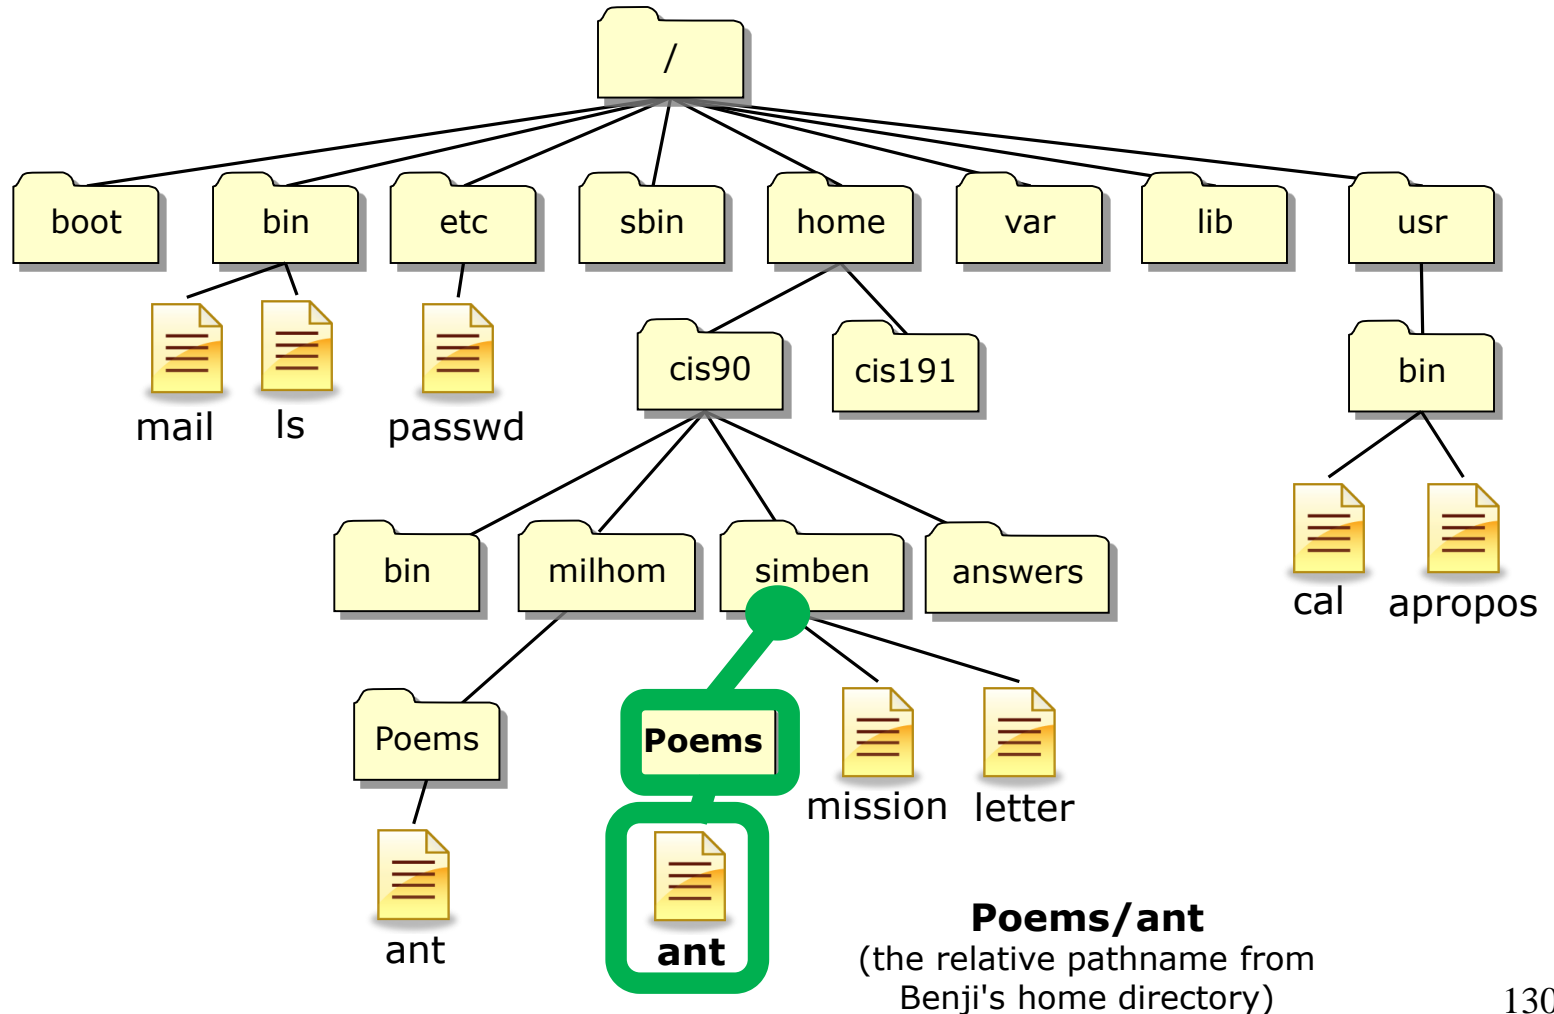 /
boot
bin
etc
sbin
home
var
lib
usr
mail
ls
passwd
cis90
cis191
bin
bin
milhom
simben
answers
cal
apropos
Poems
Poems
mission
letter
ant
ant
Poems/ant
(the relative pathname from
Benji's home directory)
130